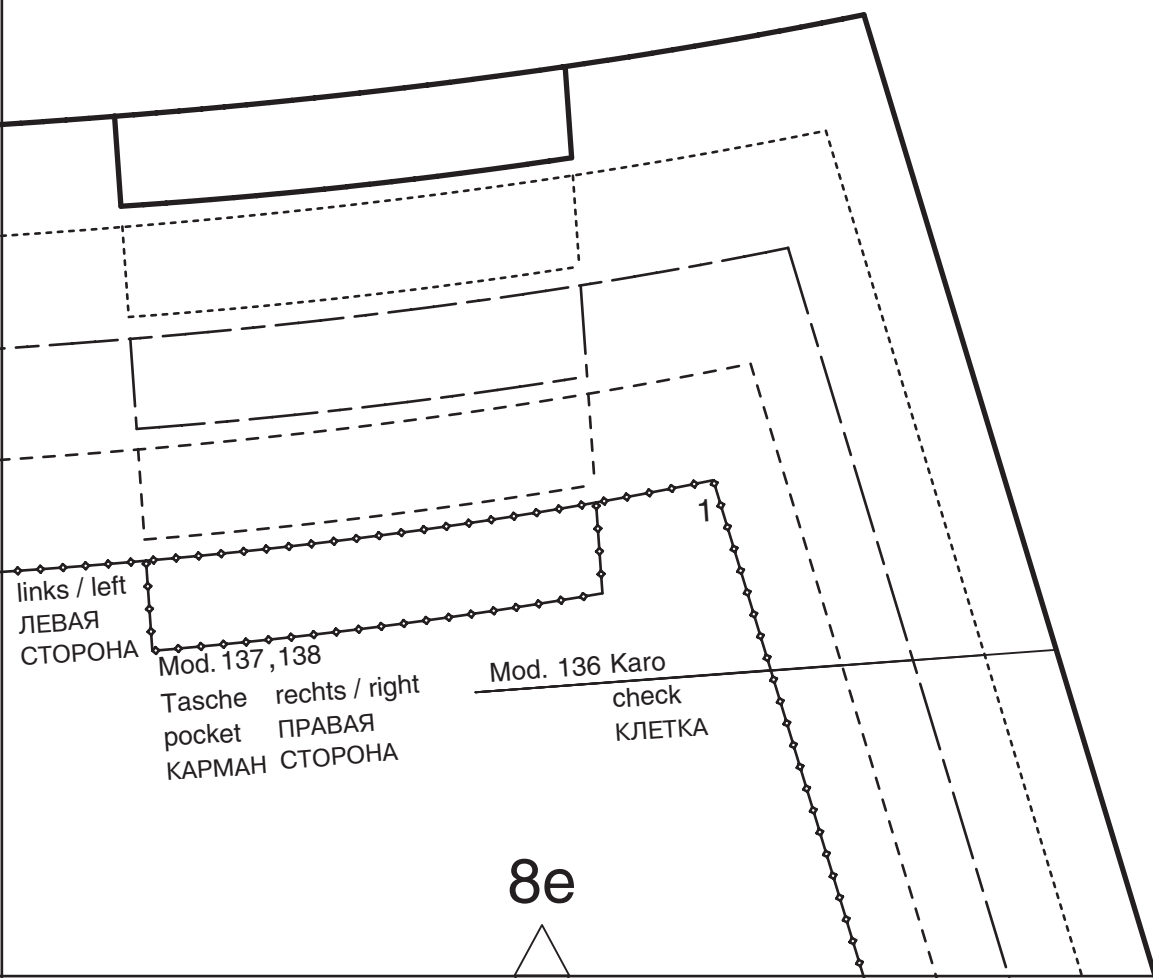 1
links / left
ЛЕВАЯ
СТОРОНА
Mod. 137, 138
Tasche rechts / right
pocket ПРАВАЯ
КАРМАН СТОРОНА
Mod. 136 Karo
check
КЛЕТКА
8e